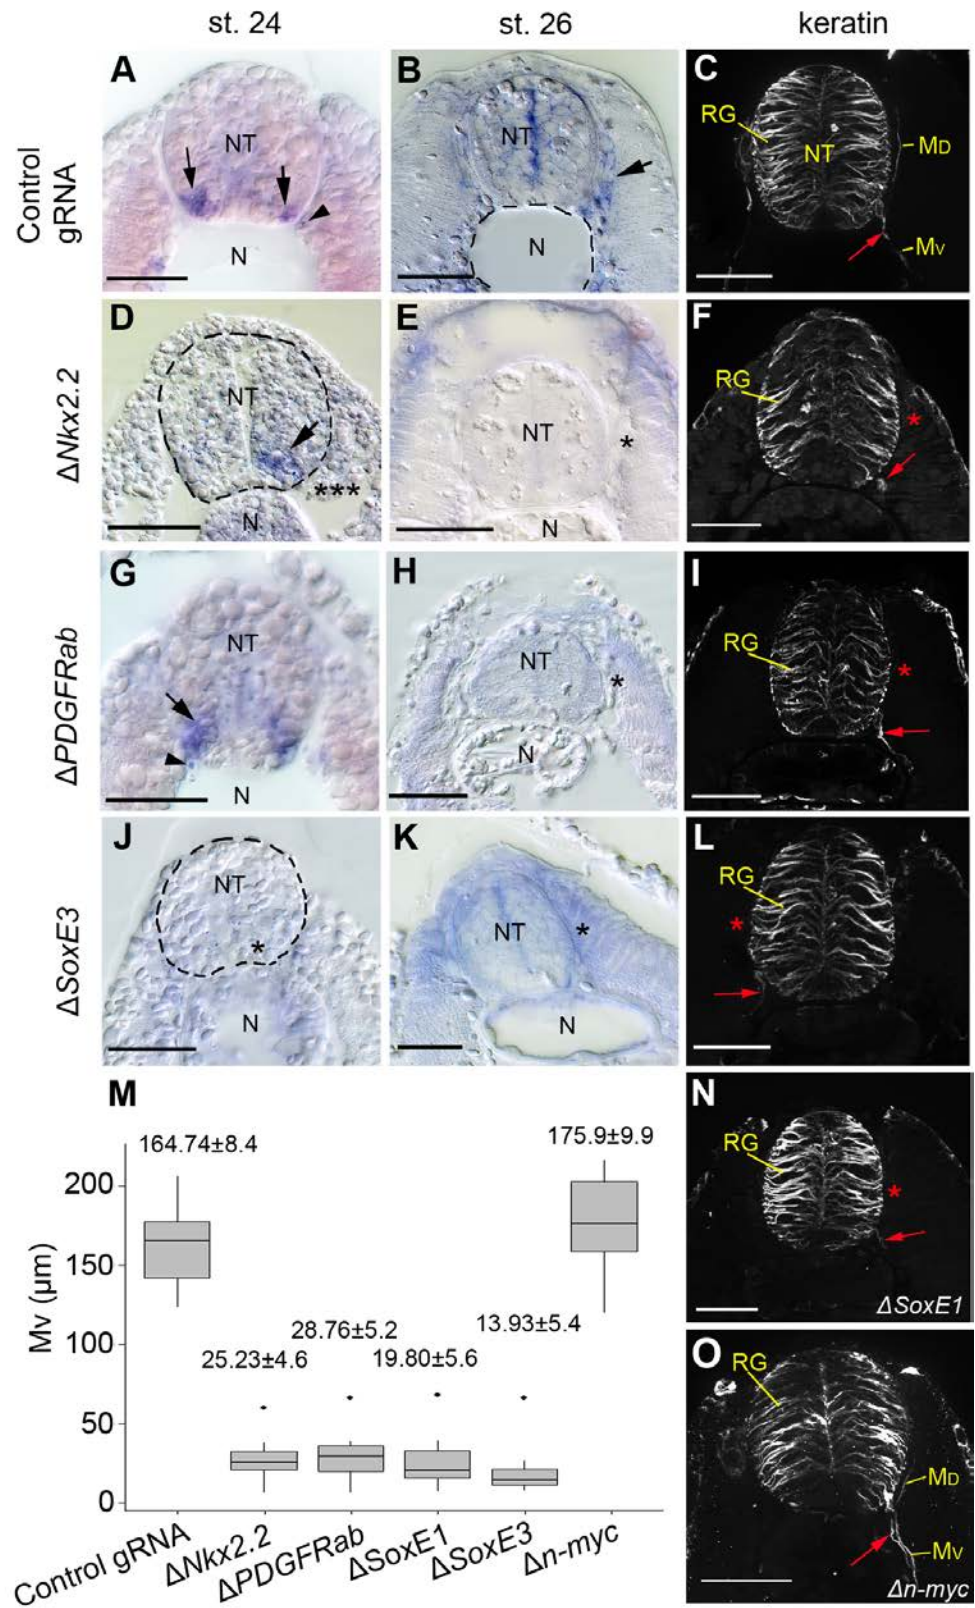 st. 24
st. 26
keratin
Control
gRNA
A
NT
N
B
NT
N
C
RG
NT
MD
MV
ΔNkx2.2
D
NT
***
N
E
NT
*
N
F
RG
*
ΔPDGFRab
G
NT
N
H
NT
*
N
I
RG
*
ΔSoxE3
J
NT
*
N
K
NT
*
N
L
RG
*
M
Mv (μm)
200
150
100
50
0
164.74±8.4
25.23±4.6
28.76±5.2
19.80±5.6
13.93±5.4
175.9±9.9
Control gRNA
ΔNkx2.2
ΔPDGFRab
ΔSoxE1
ΔSoxE3
Δn-myc
N
RG
*
ΔSoxE1
O
RG
MD
MV
Δn-myc